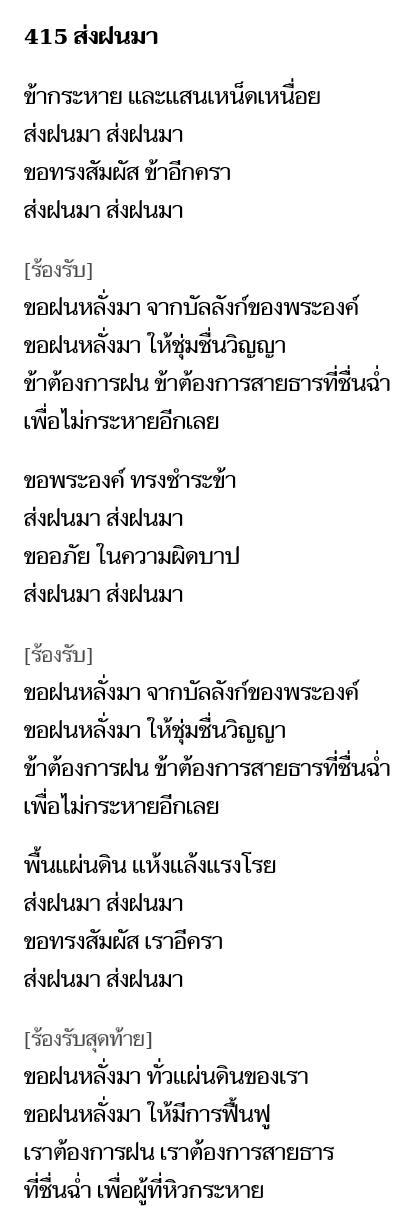 415 ส่งฝนมา
ข้ากระหาย และแสนเหน็ดเหนื่อย
ส่งฝนมา ส่งฝนมา
ขอทรงสัมผัส ข้าอีกครา
ส่งฝนมา ส่งฝนมา
[ร้องรับ]
ขอฝนหลั่งมา จากบัลลังก์ของพระองค์
ขอฝนหลั่งมา ให้ชุ่มชื่นวิญญา
ข้าต้องการฝน ข้าต้องการสายธารที่ชื่นฉ่ำ
เพื่อไม่กระหายอีกเลย
ขอพระองค์ ทรงชำระข้า
ส่งฝนมา ส่งฝนมา
ขออภัย ในความผิดบาป
ส่งฝนมา ส่งฝนมา
[ร้องรับ]
ขอฝนหลั่งมา จากบัลลังก์ของพระองค์
ขอฝนหลั่งมา ให้ชุ่มชื่นวิญญา
ข้าต้องการฝน ข้าต้องการสายธารที่ชื่นฉ่ำ
เพื่อไม่กระหายอีกเลย
พื้นแผ่นดิน แห้งแล้งแรงโรย
ส่งฝนมา ส่งฝนมา
ขอทรงสัมผัส เราอีครา
ส่งฝนมา ส่งฝนมา
[ร้องรับสุดท้าย]
ขอฝนหลั่งมา ทั่วแผ่นดินของเรา
ขอฝนหลั่งมา ให้มีการฟื้นฟู
เราต้องการฝน เราต้องการสายธาร
ที่ชื่นฉ่ำ เพื่อผู้ที่หิวกระหาย